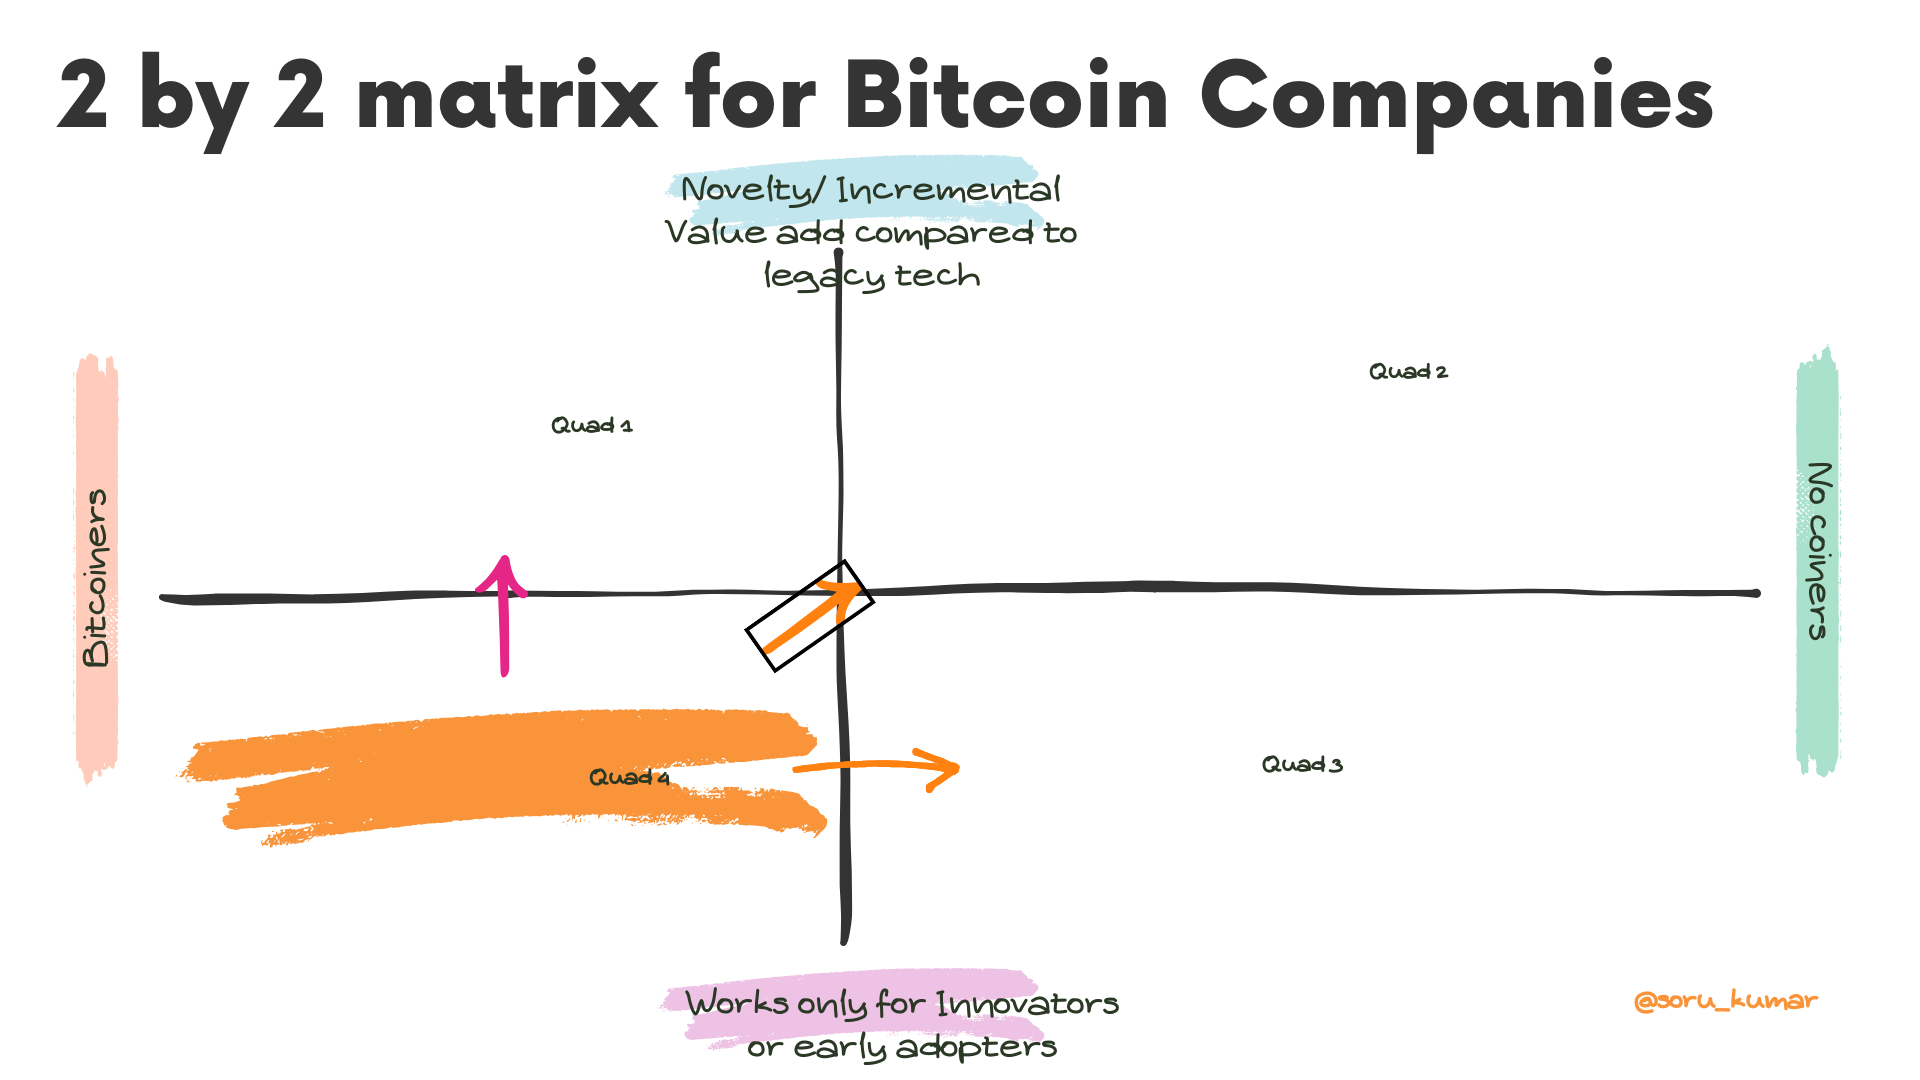 2 by 2 matrix for Bitcoin Companies
Novelty/ Incremental
Value add compared to
legacy tech
Quad 2
Quad 1
Bitcoiners
No coiners
Quad 4
Quad 3
Works only for Innovators
or early adopters
@soru_kumar